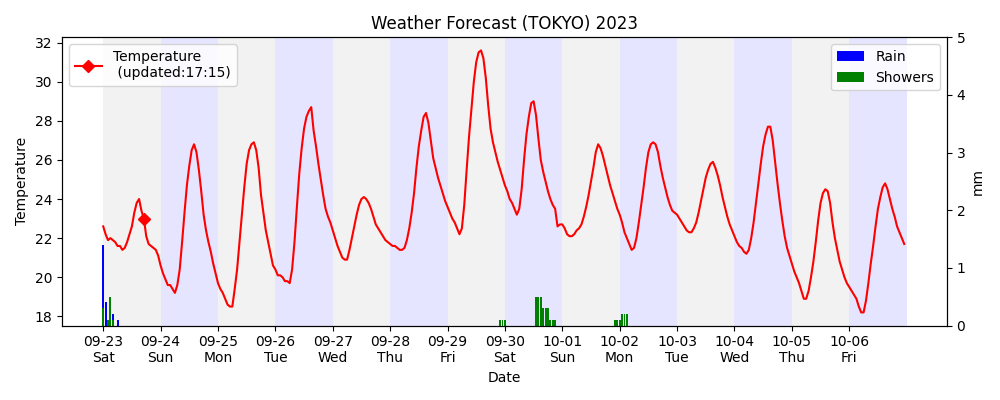 Weather Forecast (TOKYO) 2023
Temperature
(updated:17:15)
Rain
Showers
Temperature
32
30
28
26
24
22
20
18
5
4
3
2
1
0
mm
09-23 09-24 09-25 09-26 09-27 09-28 09-29 09-30 10-01 10-02 10-03 10-04 10-05 10-06
Sat Sun Mon Tue Wed Thu Fri Sat Sun Mon Tue Wed Thu Fri
Date